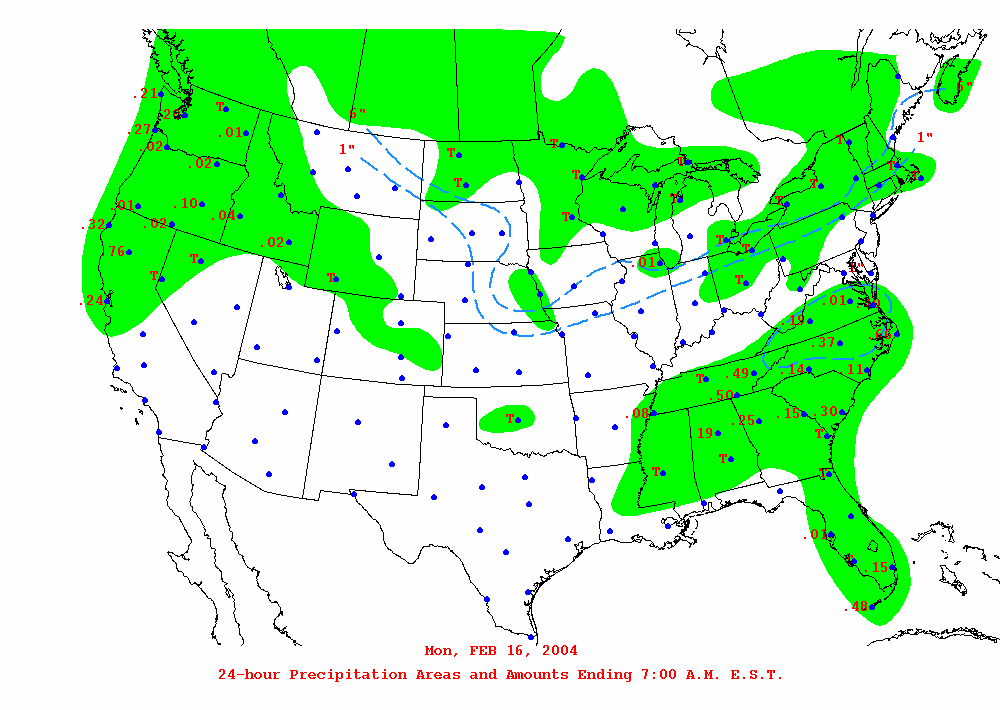 6"
.21
T
6"
.27
.01
1"
.02
T
1"
T
T
.02
T
T
T
T
T
.01
.10
T
.04
T
.32
.02
T
T
.02
.76
T
.01
T
T
T
.24
.01
.19
.37
.14
.11
T
.49
.50
.08
.15
.30
T
.25
.19
T
T
T
T
.01
.15
.48
Mon, FEB 16, 2004
24-hour Precipitation Areas and Amounts Ending 7:00 A.M. E.S.T.